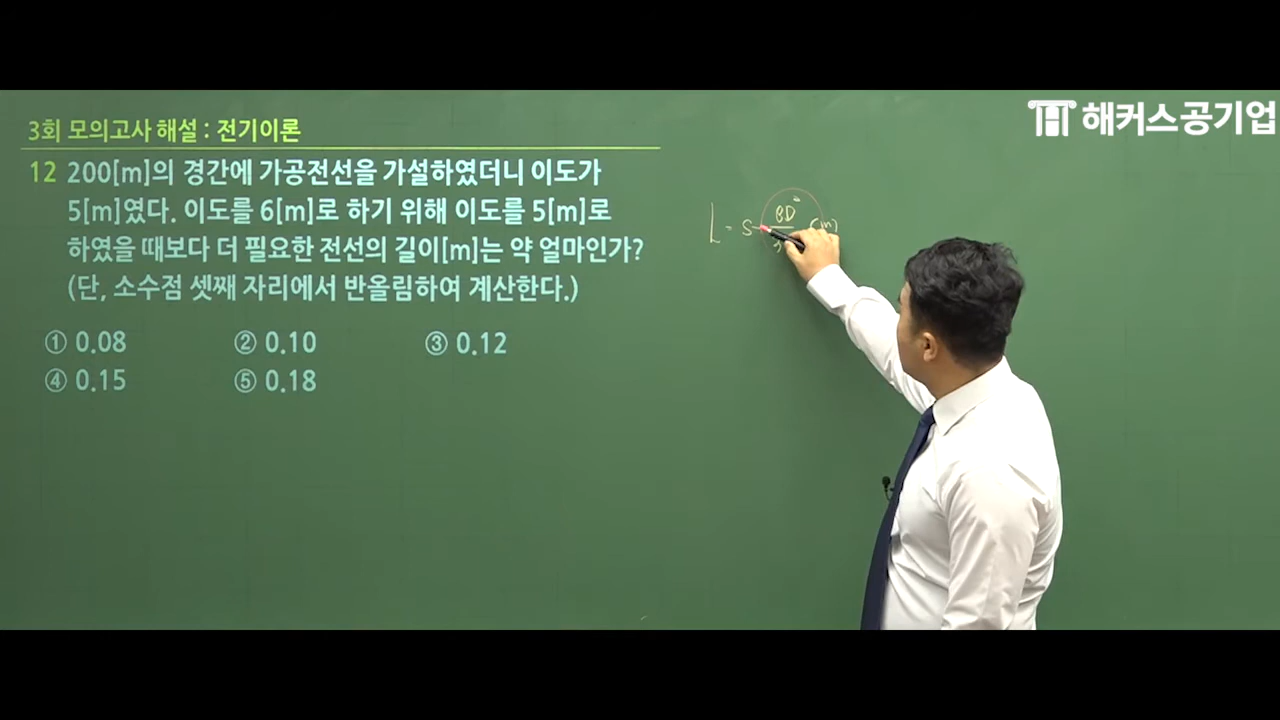 해커스공기업
3회 모의고사 해설 : 전기이론
12 200[m]의 경간에 가공전선을 가설하였더니 이도가
5[m]였다. 이도를 6[m]로 하기 위해 이도를 5[m]로
하였을 때보다 더 필요한 전선의 길이[m]는 약 얼마인가?
(단, 소수점 셋째 자리에서 반올림하여 계산한다.)
① 0.08 ② 0.10 ③ 0.12
④ 0.15 ⑤ 0.18
L = S 8D²